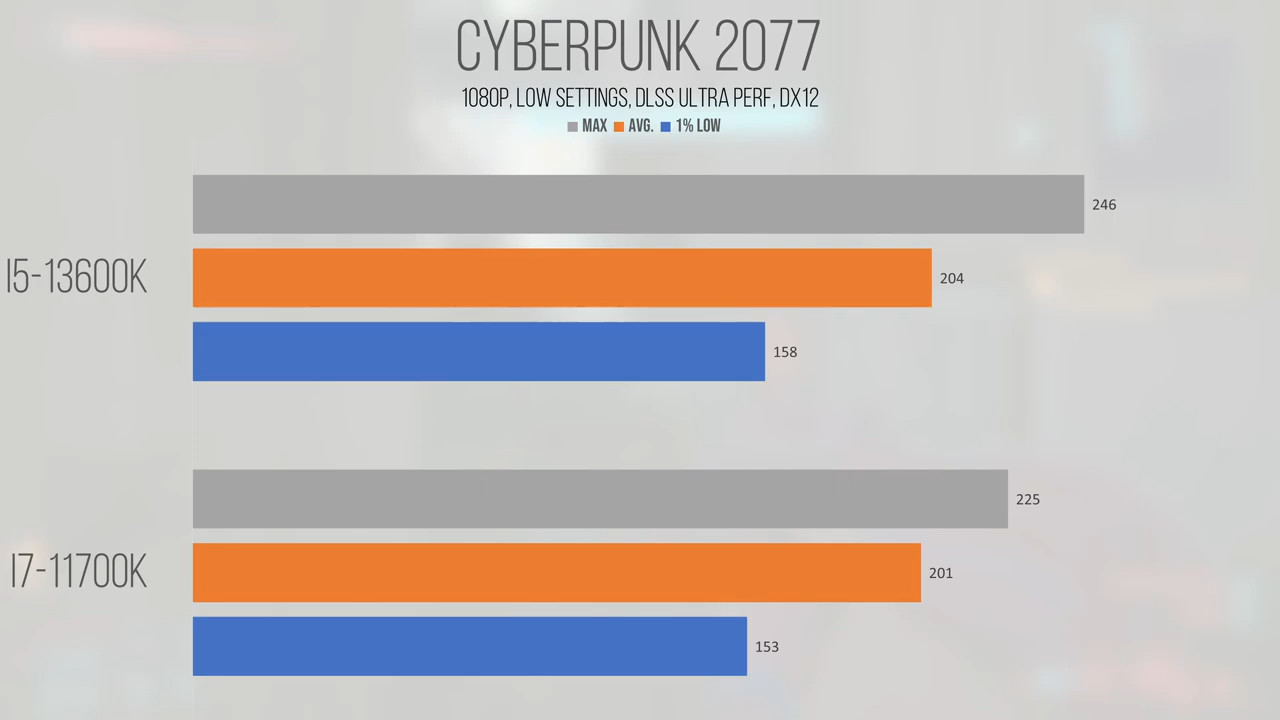 CYBERPUNK 2077
1080P, LOW SETTINGS, DLSS ULTRA PERF, DX12
MAX AVG. 1% LOW
246
I5-13600K
204
158
225
I7-11700K
201
153